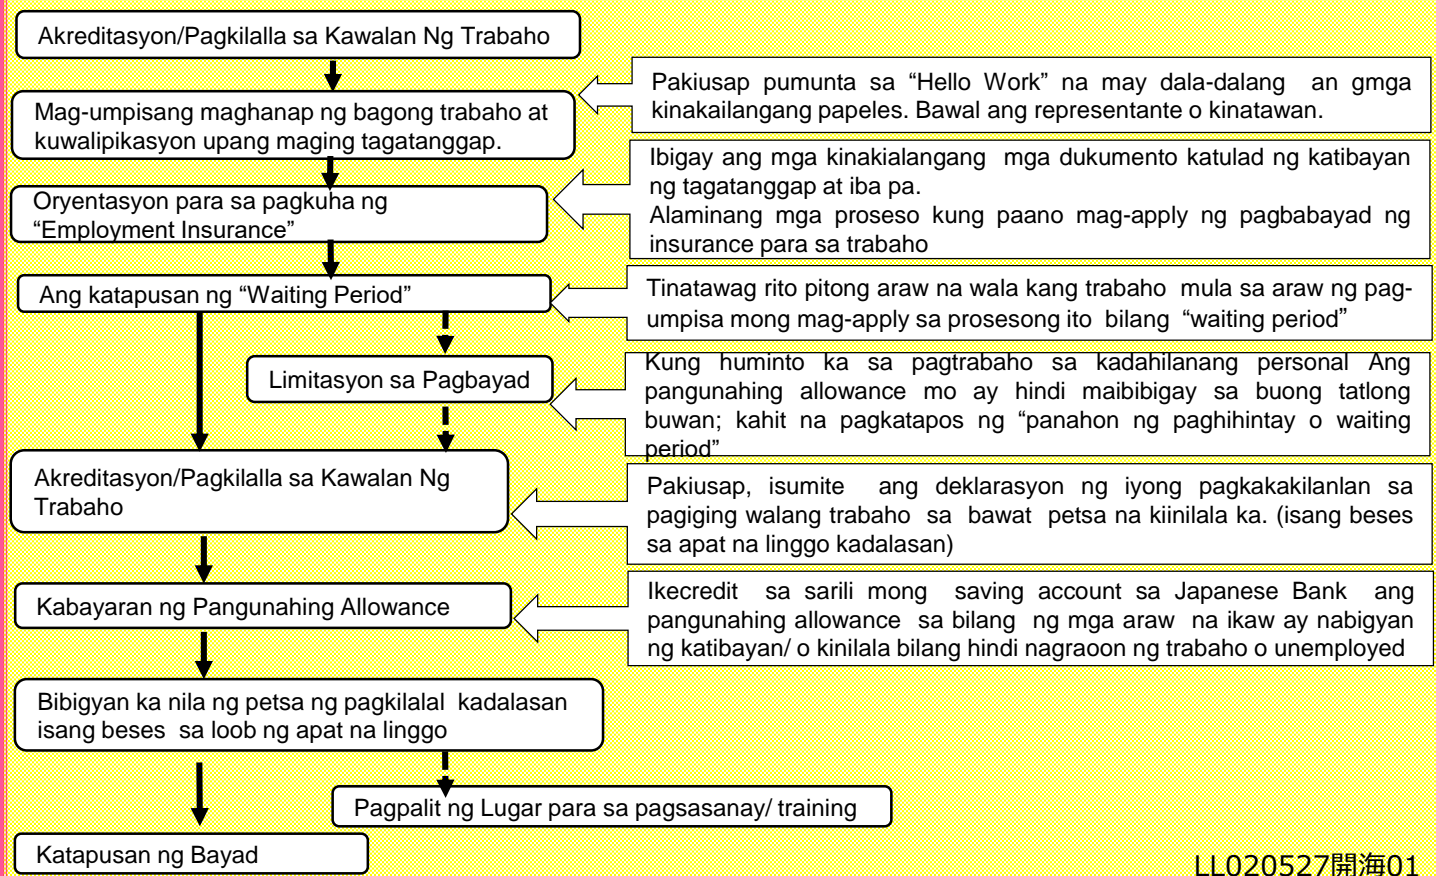 Akreditasyon/Pagkilalla sa Kawalan Ng Trabaho
Pakiusap pumunta sa “Hello Work” na may dala-dalang an gmga
kinakailangang papeles. Bawal ang representante o kinatawan.
Mag-umpisang maghanap ng bagong trabaho at
kuwalipikasyon upang maging tagatanggap.
Ibigay ang mga kinakialangang mga dukumento katulad ng katibayan
ng tagatanggap at iba pa.
Alaminang mga proseso kung paano mag-apply ng pagbabayad ng
insurance para sa trabaho
Oryentasyon para sa pagkuha ng
“Employment Insurance”
Ang katapusan ng “Waiting Period”
Tinatawag rito pitong araw na wala kang trabaho mula sa araw ng pag-
umpisa mong mag-apply sa prosesong ito bilang “waiting period”
Limitasyon sa Pagbayad
Kung huminto ka sa pagtrabaho sa kadahilanang personal Ang
pangunahing allowance mo ay hindi maibibigay sa buong tatlong
buwan; kahit na pagkatapos ng “panahon ng paghihintay o waiting
period”
Akreditasyon/Pagkilalla sa Kawalan Ng
Trabaho
Pakiusap, isumite ang deklarasyon ng iyong pagkakakilanlan sa
pagiging walang trabaho sa bawat petsa na kiinilala ka. (isang beses
sa apat na linggo kadalasan)
Kabayaran ng Pangunahing Allowance
Ikecredit sa sarili mong saving account sa Japanese Bank ang
pangunahing allowance sa bilang ng mga araw na ikaw ay nabigyan
ng katibayan/ o kinilala bilang hindi nagraoon ng trabaho o unemployed
Bibigyan ka nila ng petsa ng pagkilalal kadalasan
isang beses sa loob ng apat na linggo
Pagpalit ng Lugar para sa pagsasanay/ training
Katapusan ng Bayad
LL020527開海01